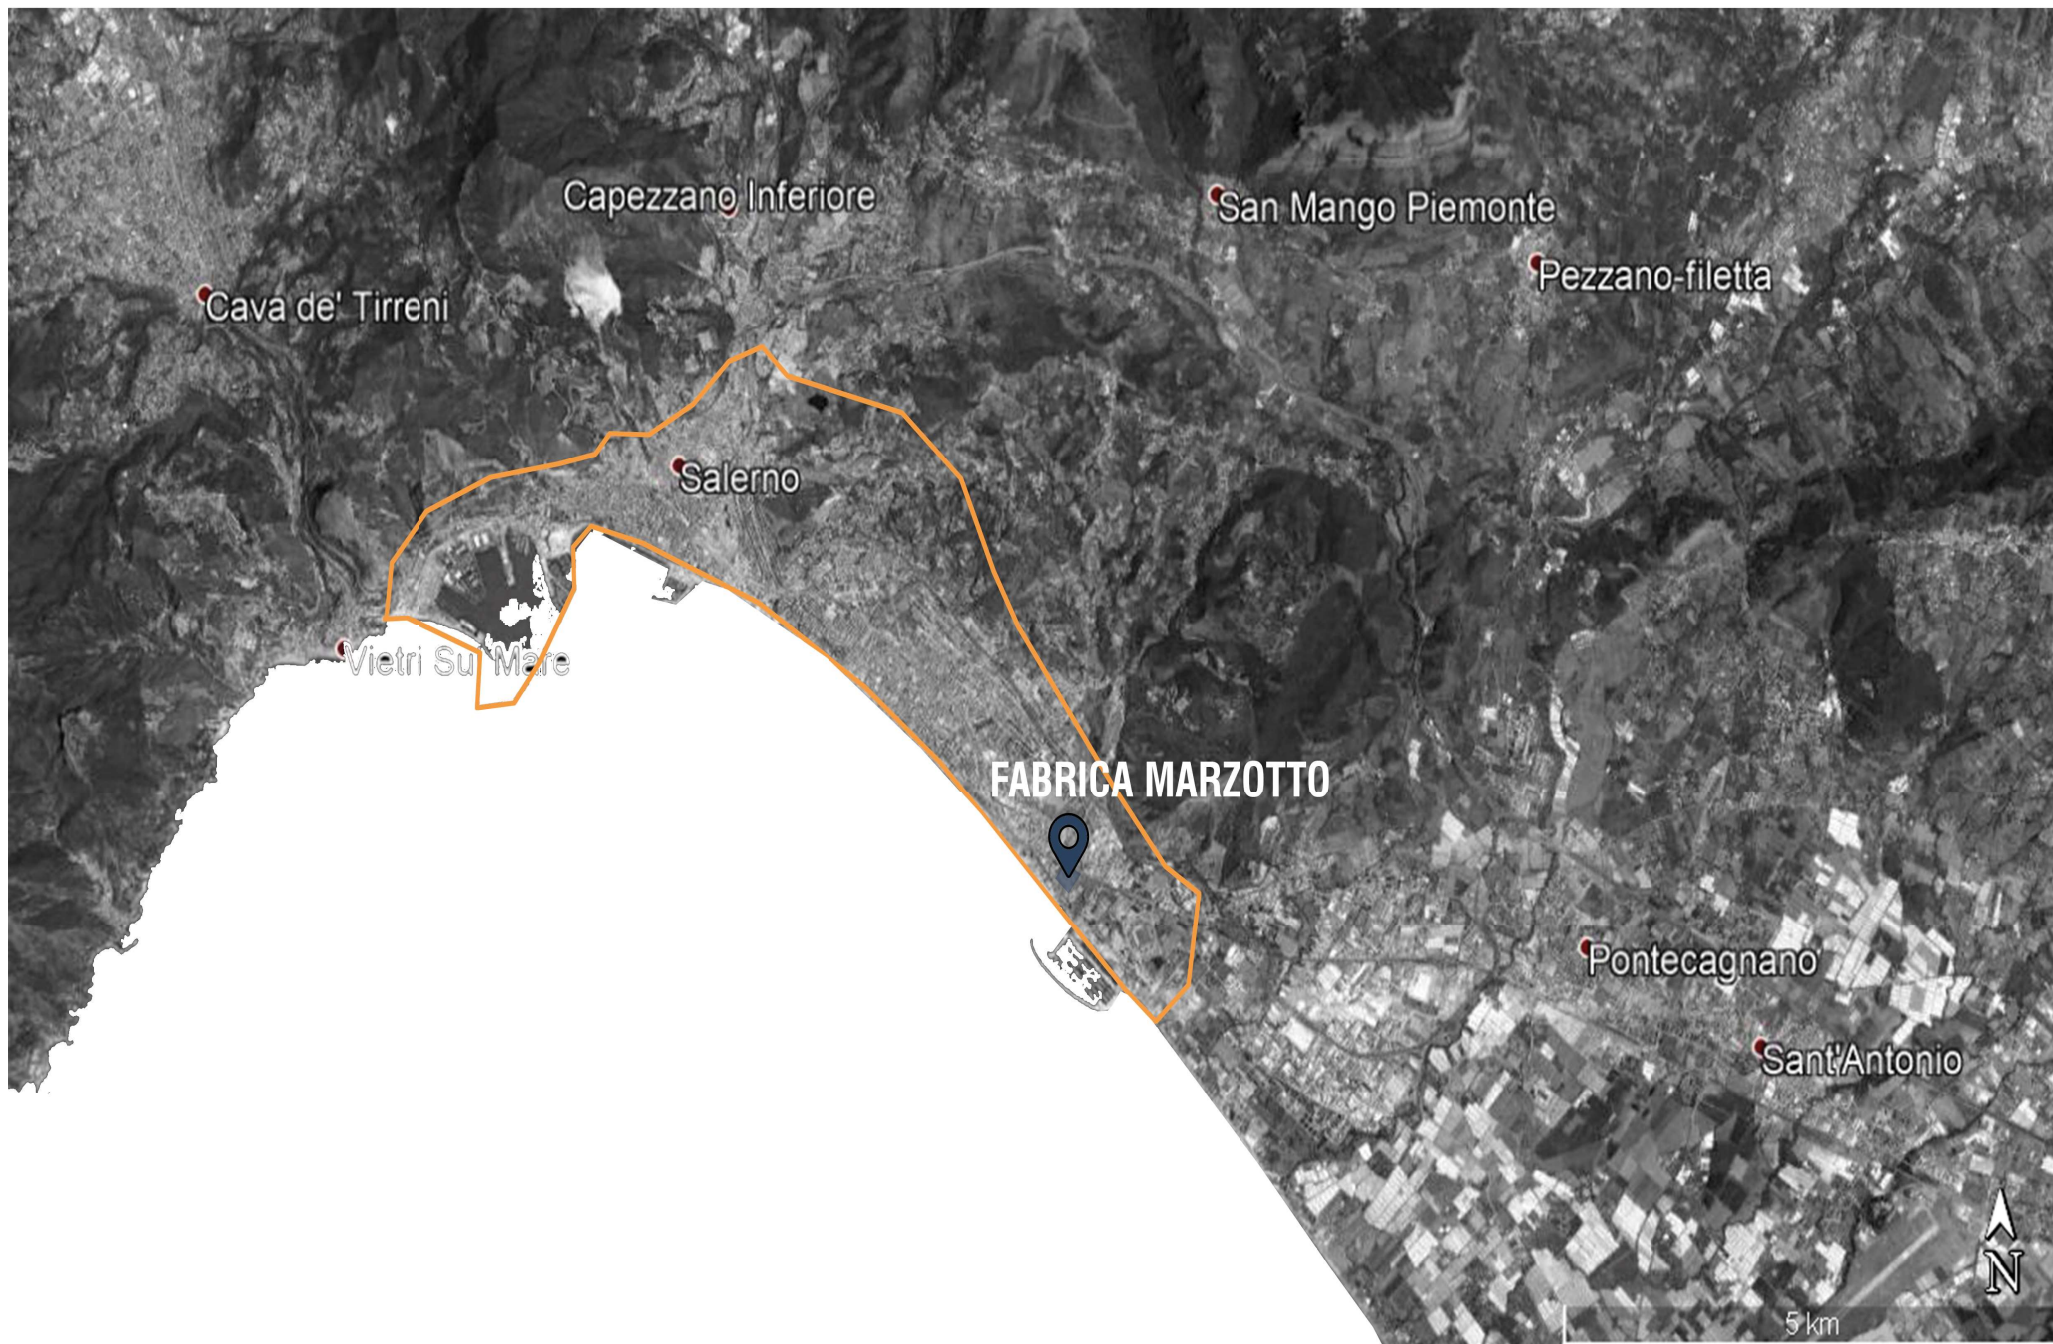 Capezzano Inferiore
San Mango Piemonte
Pezzano-filetta
Cava de' Tirreni
Salerno
Vietri Sul Mare
FABRICA MARZOTTO
Pontecagnano
Sant'Antonio
N
5 km